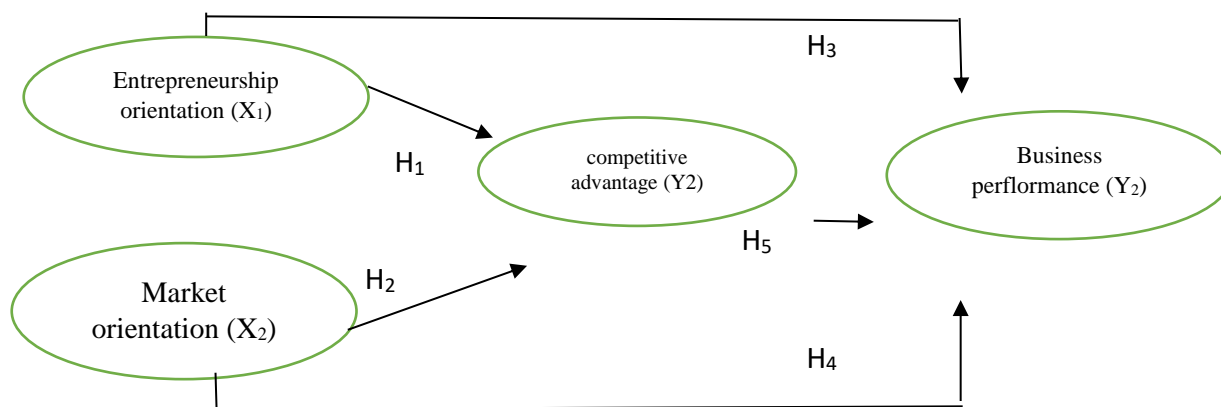 H₃
Entrepreneurship
orientation (X₁)
H₁
competitive
advantage (Y2)
Business
perflormance (Y₂)
H₅
H₂
Market
orientation (X₂)
H₄